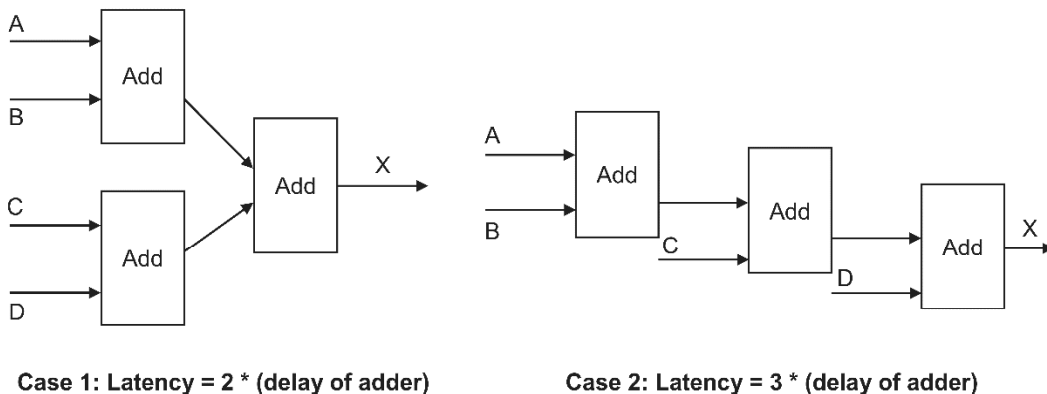 A
Add
B
Add
X
C
Add
D
A
Add
B
C
Add
D
Add
X
Case 1: Latency = 2 * (delay of adder)
Case 2: Latency = 3 * (delay of adder)